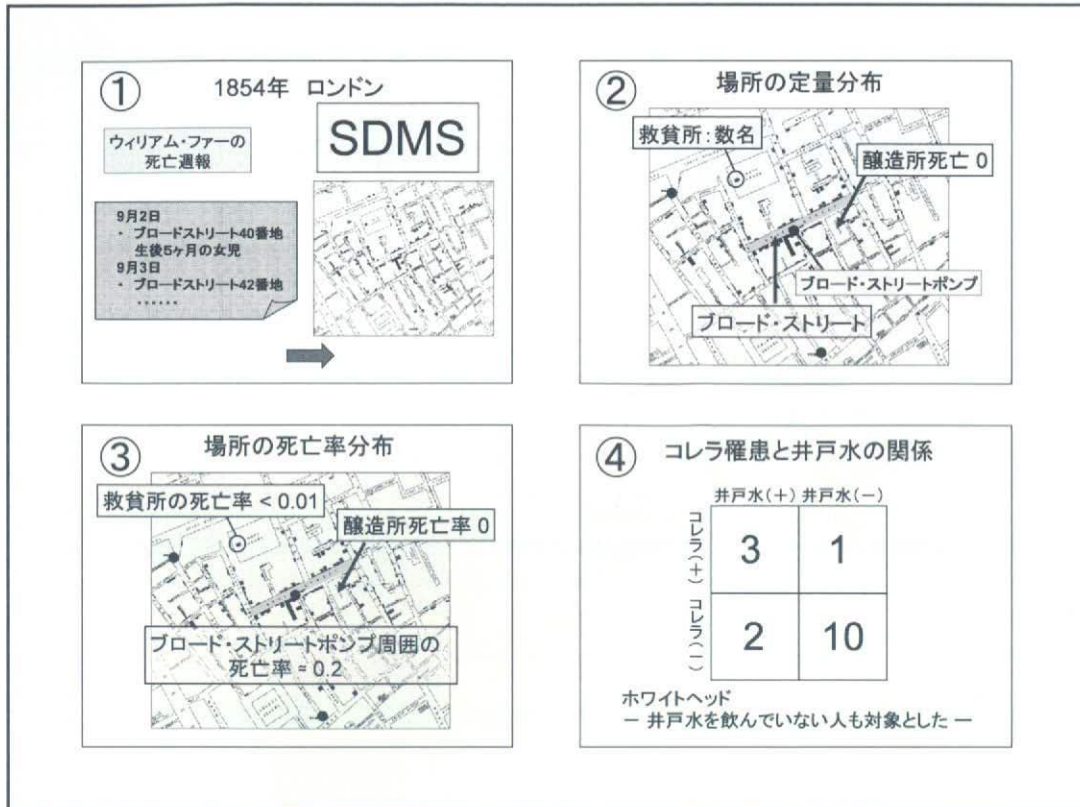 ①
1854年 ロンドン
ウィリアム・ファーの
死亡週報
SDMS
9月2日
・ ブロードストリート40番地
生後5ヶ月の女児
9月3日
・ ブロードストリート42番地
……
②
場所の定量分布
救貧所:数名
醸造所死亡 0
ブロード・ストリートポンプ
ブロード・ストリート
③
場所の死亡率分布
救貧所の死亡率 < 0.01
醸造所死亡率 0
ブロード・ストリートポンプ周囲の
死亡率 = 0.2
④
コレラ罹患と井戸水の関係
井戸水(+) 井戸水(−)
コレラ(+)
3 1
コレラ(−)
2 10
ホワイトヘッド
− 井戸水を飲んでいない人も対象とした −